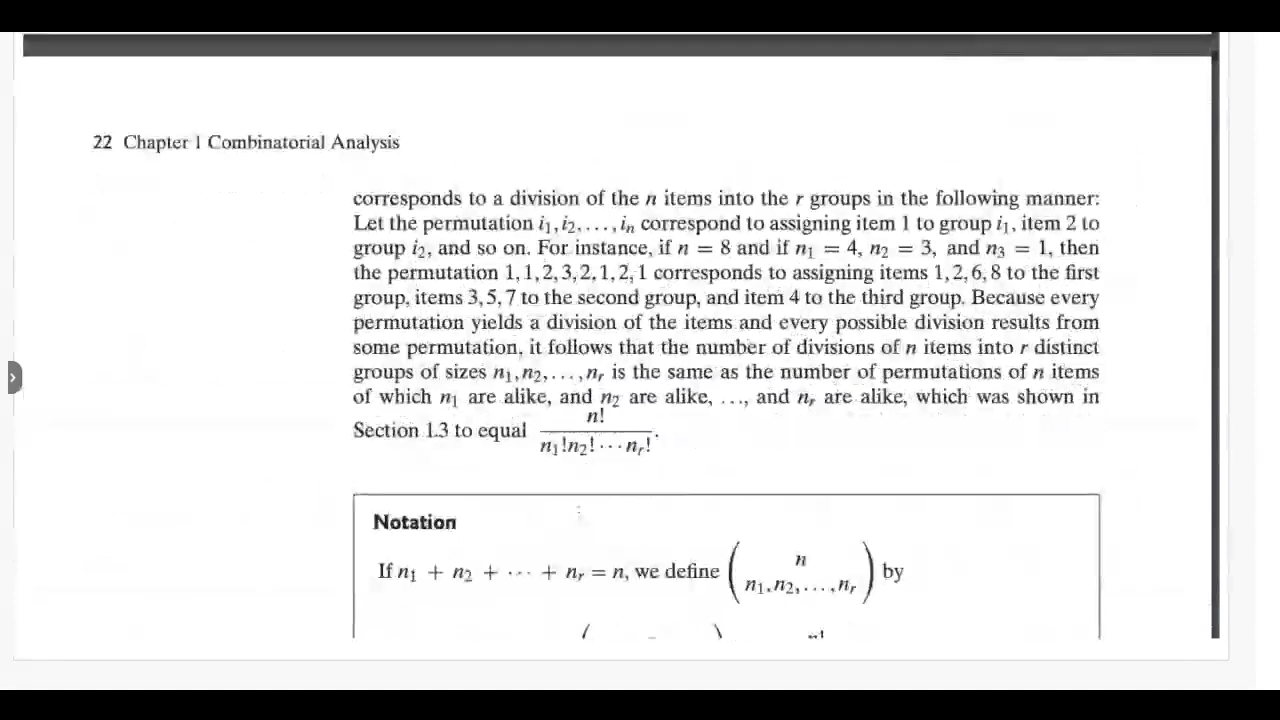 22 Chapter 1 Combinatorial Analysis
corresponds to a division of the n items into the r groups in the following manner:
Let the permutation i₁, i₂, . . . , iₙ correspond to assigning item 1 to group i₁, item 2 to
group i₂, and so on. For instance, if n = 8 and if n₁ = 4, n₂ = 3, and n₃ = 1, then
the permutation 1, 1, 2, 3, 2, 1, 2, 1 corresponds to assigning items 1, 2, 6, 8 to the first
group, items 3, 5, 7 to the second group, and item 4 to the third group. Because every
permutation yields a division of the items and every possible division results from
some permutation, it follows that the number of divisions of n items into r distinct
groups of sizes n₁, n₂, . . . , nᵣ is the same as the number of permutations of n items
of which n₁ are alike, and n₂ are alike, . . ., and nᵣ are alike, which was shown in
Section 1.3 to equal n! / (n₁!n₂! · · · nᵣ!).
Notation
If n₁ + n₂ + · · · + nᵣ = n, we define (n / n₁, n₂, . . . , nᵣ) by